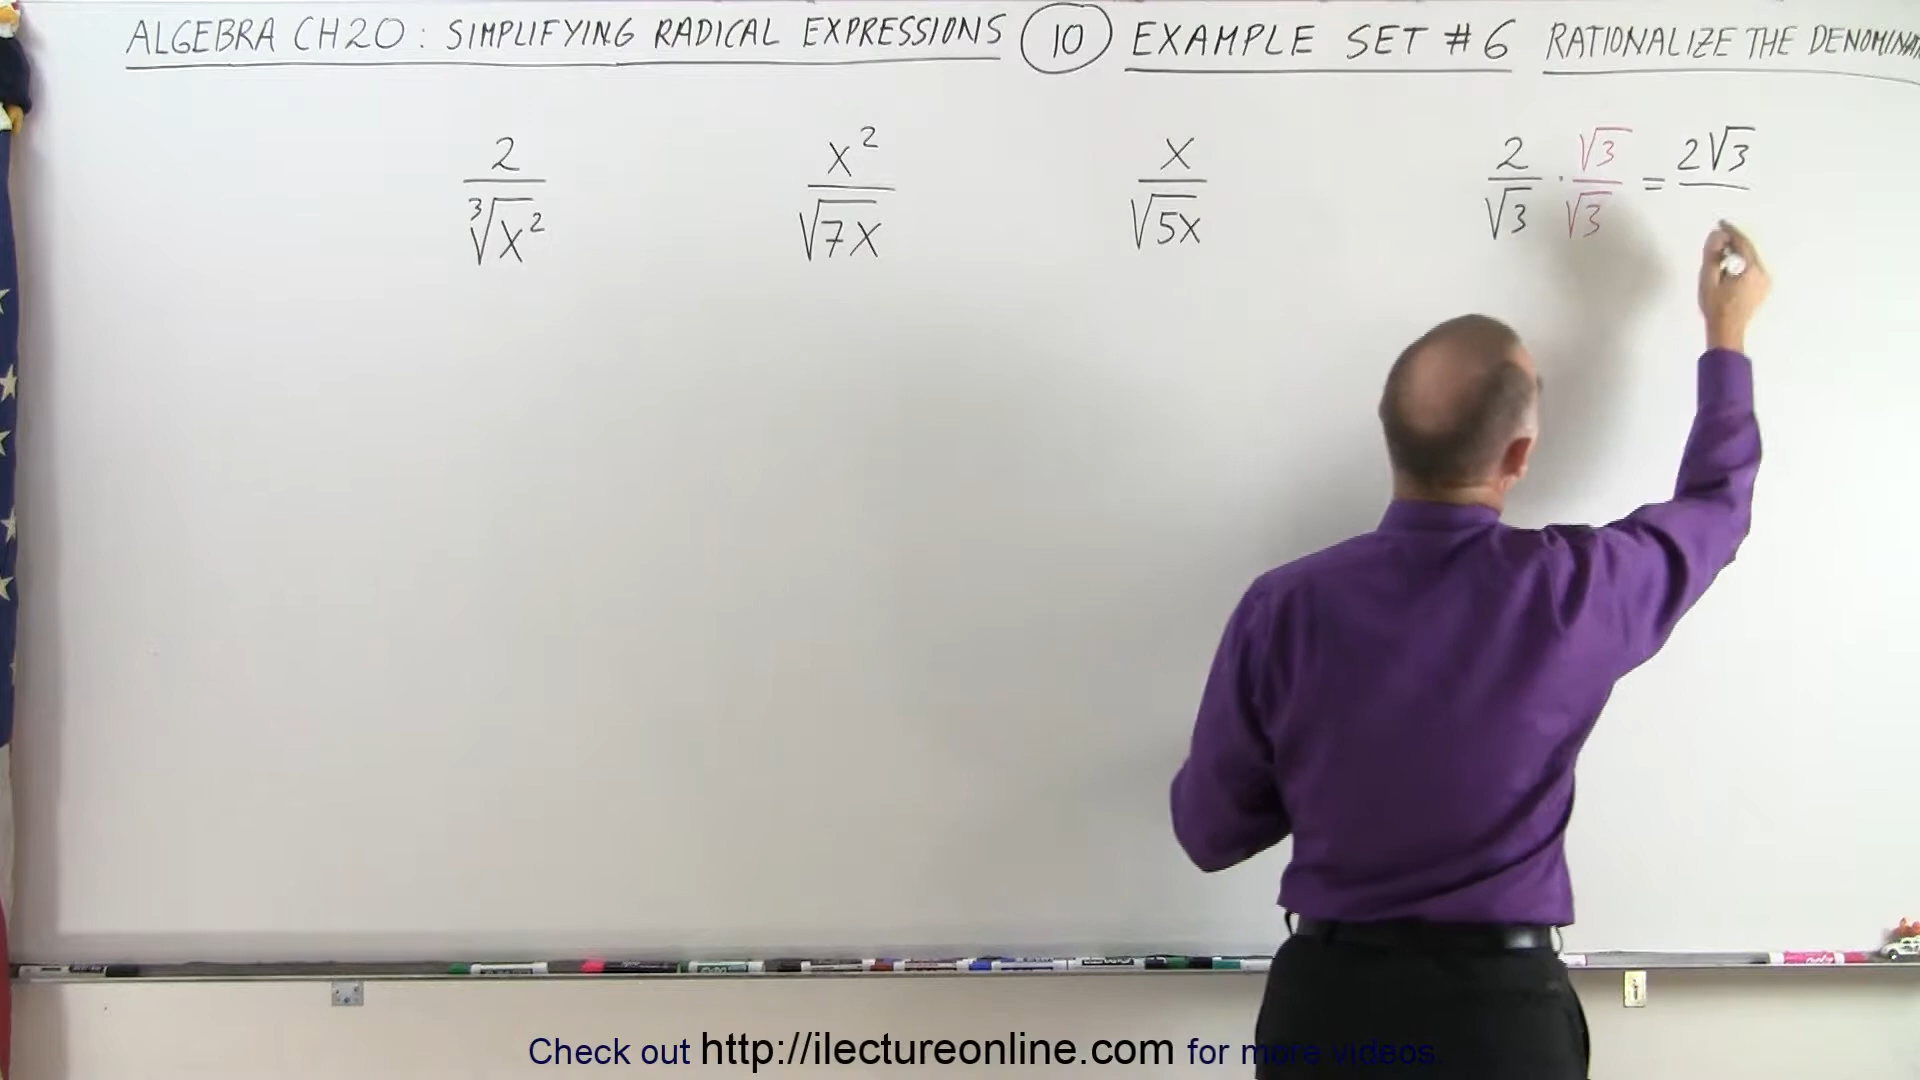 ALGEBRA CH20 : SIMPLIFYING RADICAL EXPRESSIONS 10 EXAMPLE SET # 6 RATIONALIZE THE DENOMINAT
2/∛x² x²/√7x x/√5x 2/√3 · √3/√3 = 2√3/
Check out http://ilectureonline.com for more videos